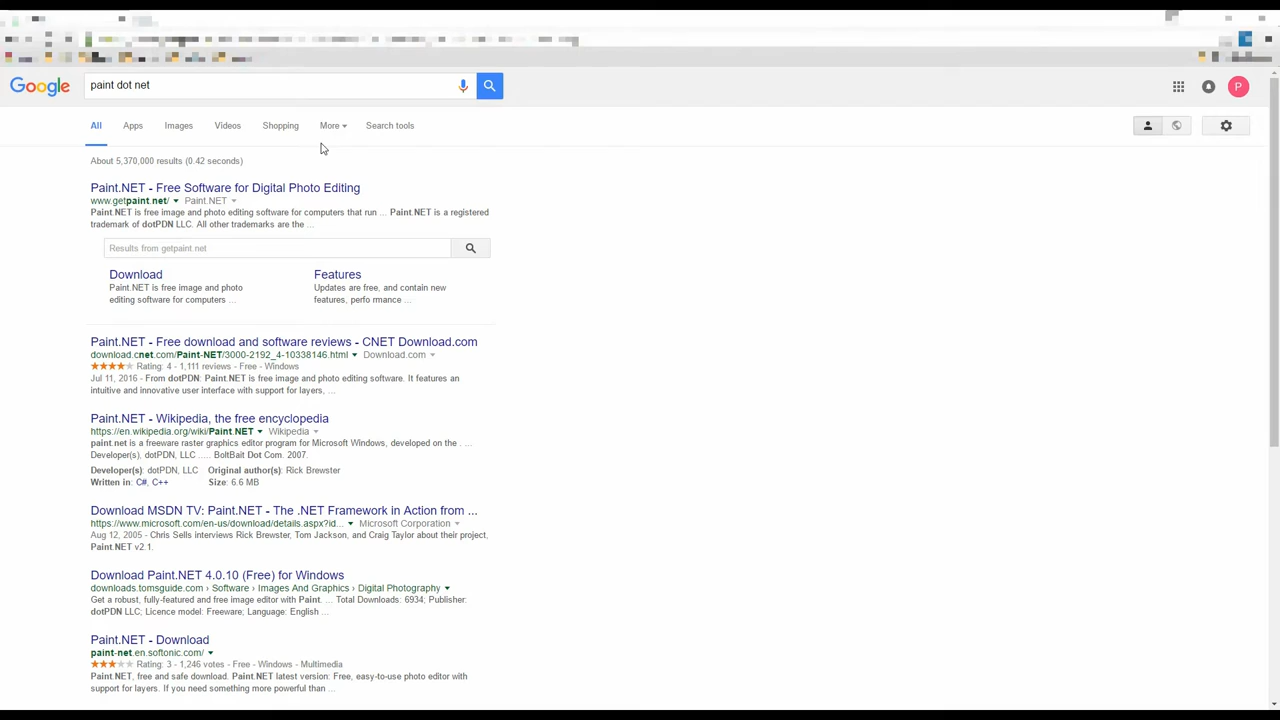 Google
paint dot net
P
All Apps Images Videos Shopping More Search tools
About 5,370,000 results (0.42 seconds)
Paint.NET - Free Software for Digital Photo Editing
www.getpaint.net/ Paint.NET
Paint.NET is free image and photo editing software for computers that run ... Paint.NET is a registered
trademark of dotPDN LLC. All other trademarks are the ...
Results from getpaint.net
Download
Paint.NET is free image and photo
editing software for computers ...
Features
Updates are free, and contain new
features, perfo rmance ...
Paint.NET - Free download and software reviews - CNET Download.com
download.cnet.com/Paint-NET/3000-2192_4-10338146.html Download.com
Rating: 4 - 1,111 reviews - Free - Windows
Jul 11, 2016 - From dotPDN: Paint.NET is free image and photo editing software. It features an
intuitive and innovative user interface with support for layers, ...
Paint.NET - Wikipedia, the free encyclopedia
https://en.wikipedia.org/wiki/Paint.NET Wikipedia
paint.net is a freeware raster graphics editor program for Microsoft Windows, developed on the . ...
Developer(s), dotPDN, LLC ..... BoltBait Dot Com. 2007.
Developer(s): dotPDN, LLC Original author(s): Rick Brewster
Written in: C#, C++ Size: 6.6 MB
Download MSDN TV: Paint.NET - The .NET Framework in Action from ...
https://www.microsoft.com/en-us/download/details.aspx?id... Microsoft Corporation
Aug 12, 2005 - Chris Sells interviews Rick Brewster, Tom Jackson, and Craig Taylor about their project,
Paint.NET v2.1.
Download Paint.NET 4.0.10 (Free) for Windows
downloads.tomsguide.com › Software › Images And Graphics › Digital Photography
Get a robust, fully-featured and free image editor with Paint. ... Total Downloads: 6934; Publisher:
dotPDN LLC; Licence model: Freeware; Language: English ...
Paint.NET - Download
paint-net.en.softonic.com/
Rating: 3 - 1,246 votes - Free - Windows - Multimedia
Paint.NET, free and safe download. Paint.NET latest version: Free, easy-to-use photo editor with
support for layers. If you need something more powerful than ...